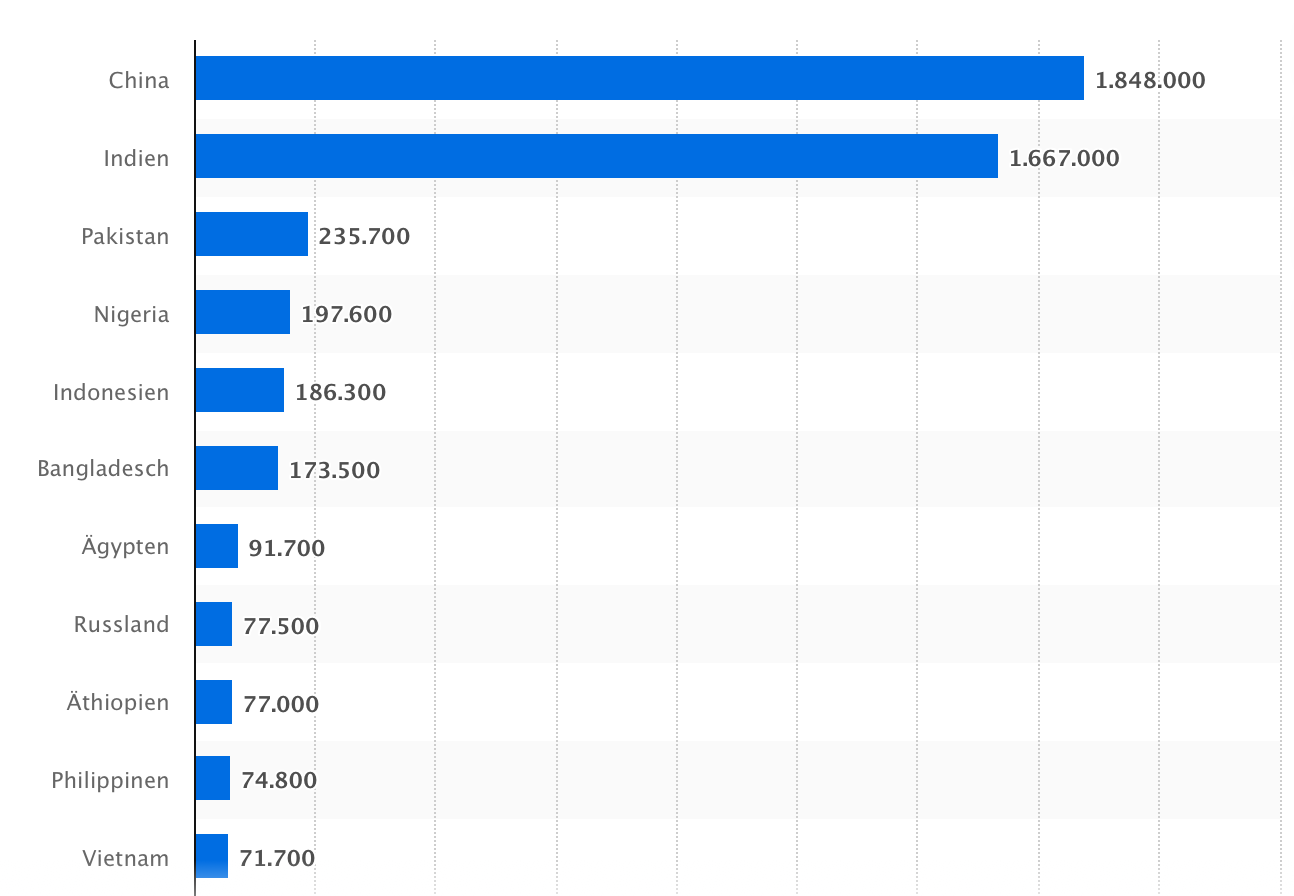 China 1.848.000
Indien 1.667.000
Pakistan 235.700
Nigeria 197.600
Indonesien 186.300
Bangladesch 173.500
Ägypten 91.700
Russland 77.500
Äthiopien 77.000
Philippinen 74.800
Vietnam 71.700